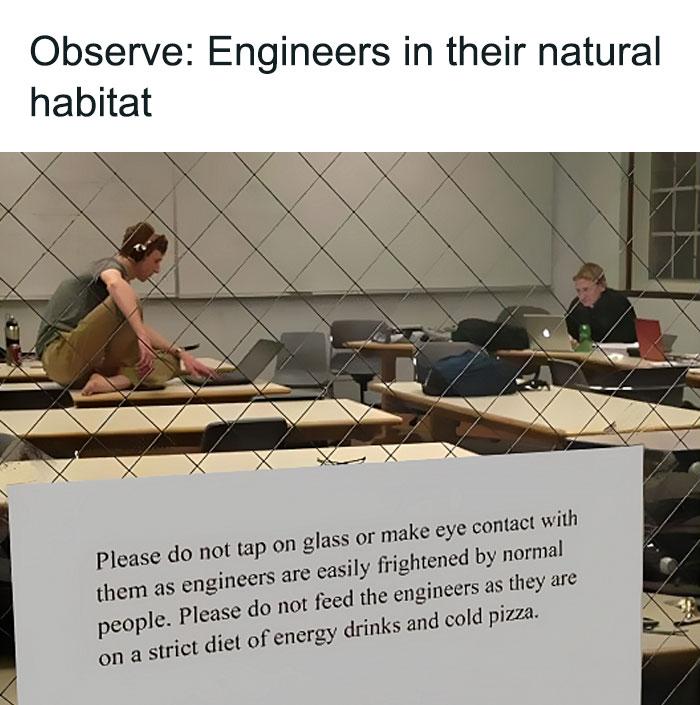 Observe: Engineers in their natural
habitat
Please do not tap on glass or make eye contact with
them as engineers are easily frightened by normal
people. Please do not feed the engineers as they are
on a strict diet of energy drinks and cold pizza.